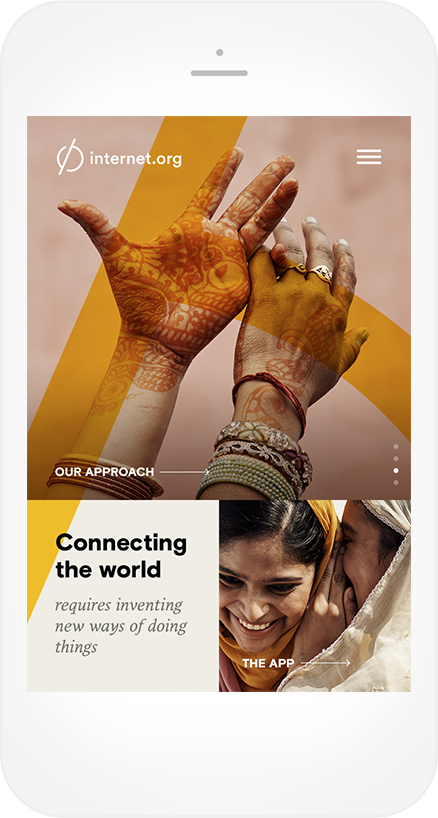 internet.org
OUR APPROACH
Connecting
the world
requires inventing
new ways of doing
things
THE APP